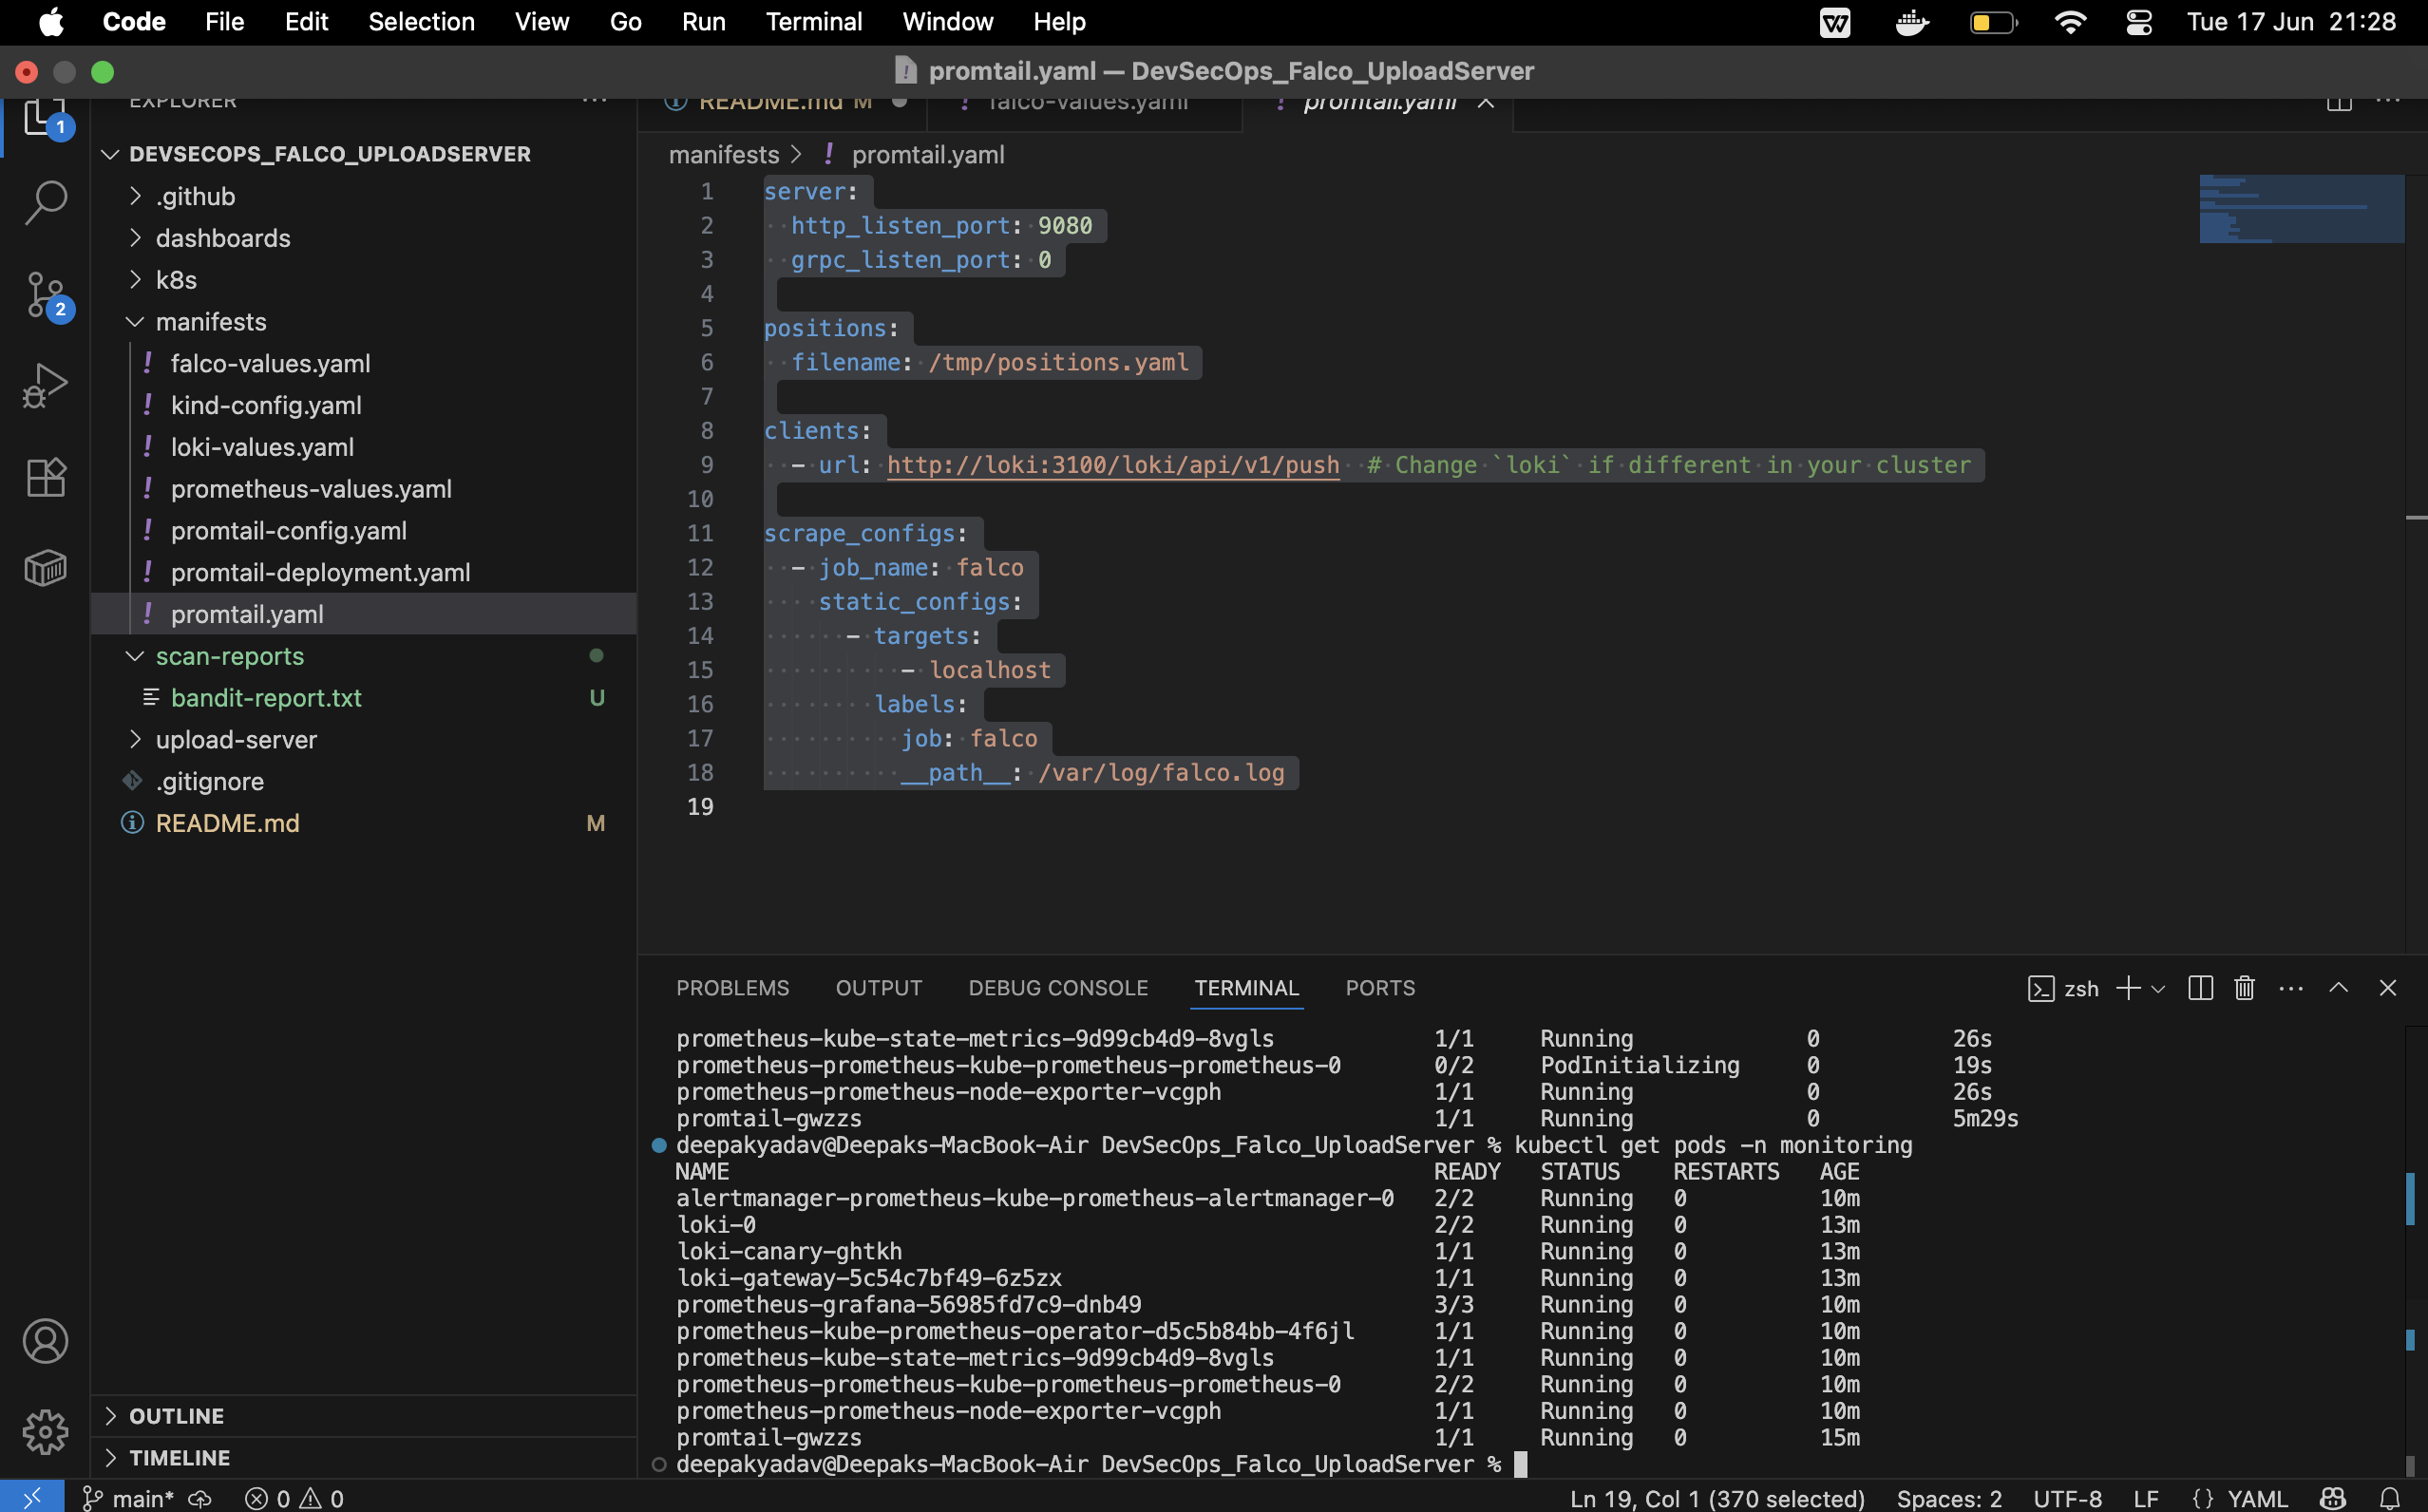 Code File Edit Selection View Go Run Terminal Window Help Tue 17 Jun 21:28
promtail.yaml — DevSecOps_Falco_UploadServer
EXPLORER
README.md M falco-values.yaml promtail.yaml
1
DEVSECOPS_FALCO_UPLOADSERVER
.github
dashboards
k8s
manifests
falco-values.yaml
kind-config.yaml
loki-values.yaml
prometheus-values.yaml
promtail-config.yaml
promtail-deployment.yaml
promtail.yaml
scan-reports
bandit-report.txt U
upload-server
.gitignore
README.md M
2
OUTLINE
TIMELINE
manifests > ! promtail.yaml
1 server:
2 http_listen_port: 9080
3 grpc_listen_port: 0
4
5 positions:
6 filename: /tmp/positions.yaml
7
8 clients:
9 - url: http://loki:3100/loki/api/v1/push # Change `loki` if different in your cluster
10
11 scrape_configs:
12 - job_name: falco
13 static_configs:
14 - targets:
15 - localhost
16 labels:
17 job: falco
18 __path__: /var/log/falco.log
19
PROBLEMS OUTPUT DEBUG CONSOLE TERMINAL PORTS zsh
prometheus-kube-state-metrics-9d99cb4d9-8vgls 1/1 Running 0 26s
prometheus-prometheus-kube-prometheus-prometheus-0 0/2 PodInitializing 0 19s
prometheus-prometheus-node-exporter-vcgph 1/1 Running 0 26s
promtail-gwzzs 1/1 Running 0 5m29s
deepakyadav@Deepaks-MacBook-Air DevSecOps_Falco_UploadServer % kubectl get pods -n monitoring
NAME READY STATUS RESTARTS AGE
alertmanager-prometheus-kube-prometheus-alertmanager-0 2/2 Running 0 10m
loki-0 2/2 Running 0 13m
loki-canary-ghtkh 1/1 Running 0 13m
loki-gateway-5c54c7bf49-6z5zx 1/1 Running 0 13m
prometheus-grafana-56985fd7c9-dnb49 3/3 Running 0 10m
prometheus-kube-prometheus-operator-d5c5b84bb-4f6jl 1/1 Running 0 10m
prometheus-kube-state-metrics-9d99cb4d9-8vgls 1/1 Running 0 10m
prometheus-prometheus-kube-prometheus-prometheus-0 2/2 Running 0 10m
prometheus-prometheus-node-exporter-vcgph 1/1 Running 0 10m
promtail-gwzzs 1/1 Running 0 15m
deepakyadav@Deepaks-MacBook-Air DevSecOps_Falco_UploadServer %
main* 0 0 Ln 19, Col 1 (370 selected) Spaces: 2 UTF-8 LF {} YAML